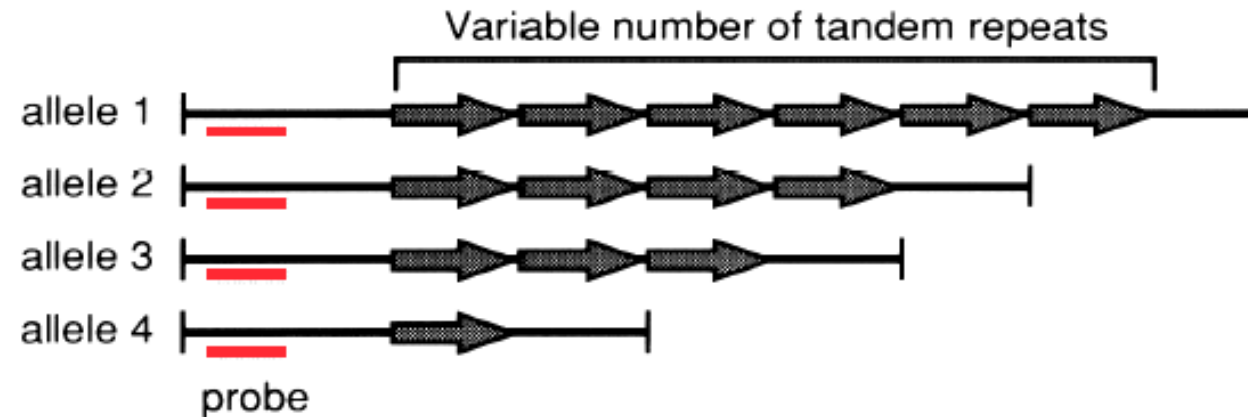 Variable number of tandem repeats
allele 1
allele 2
allele 3
allele 4
probe